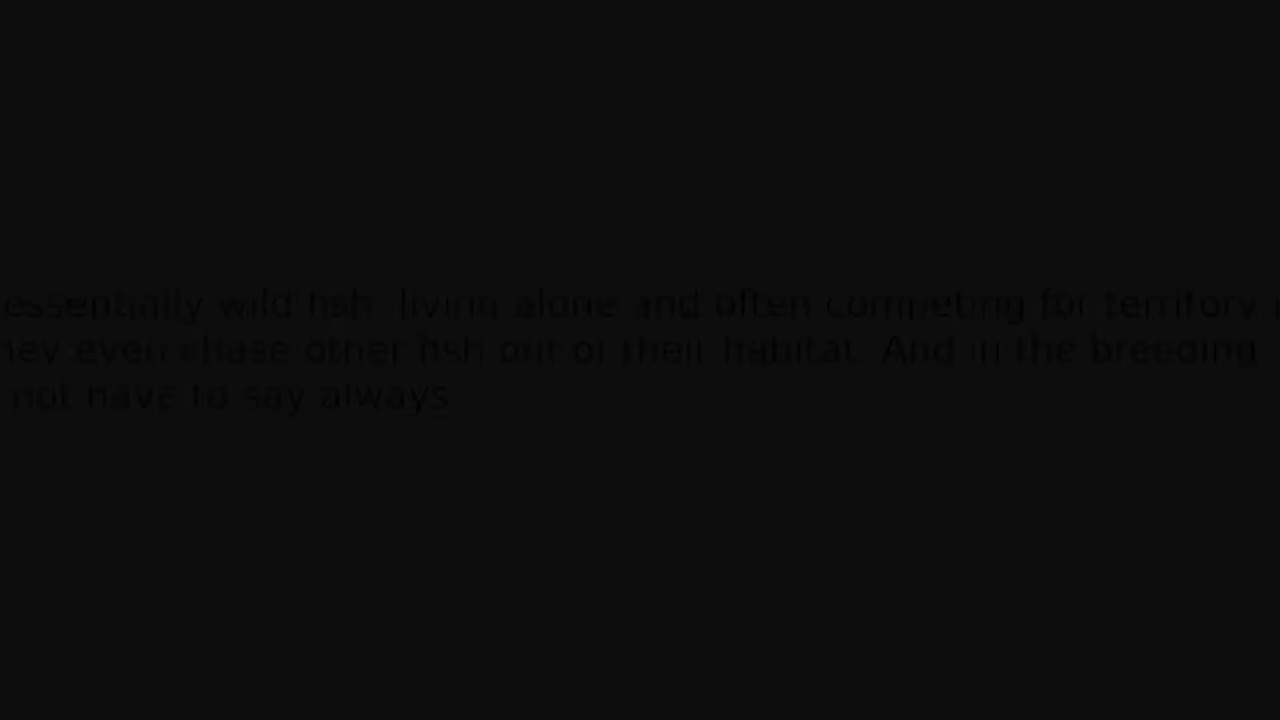 essentially wild fish, living alone and often competing for territory
hey even chase other fish out of their habitat. And in the breeding
not have to say always